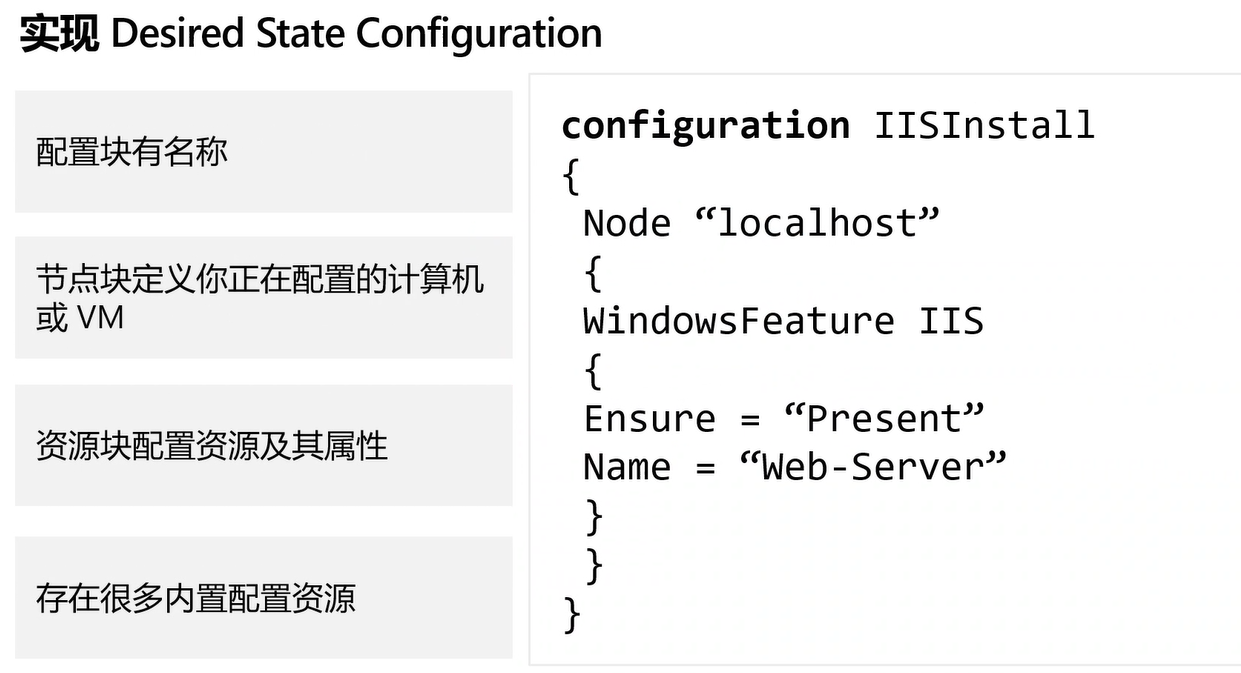 实现 Desired State Configuration
配置块有名称
节点块定义你正在配置的计算机
或 VM
资源块配置资源及其属性
存在很多内置配置资源
configuration IISInstall
{
Node “localhost”
{
WindowsFeature IIS
{
Ensure = “Present”
Name = “Web-Server”
}
}
}